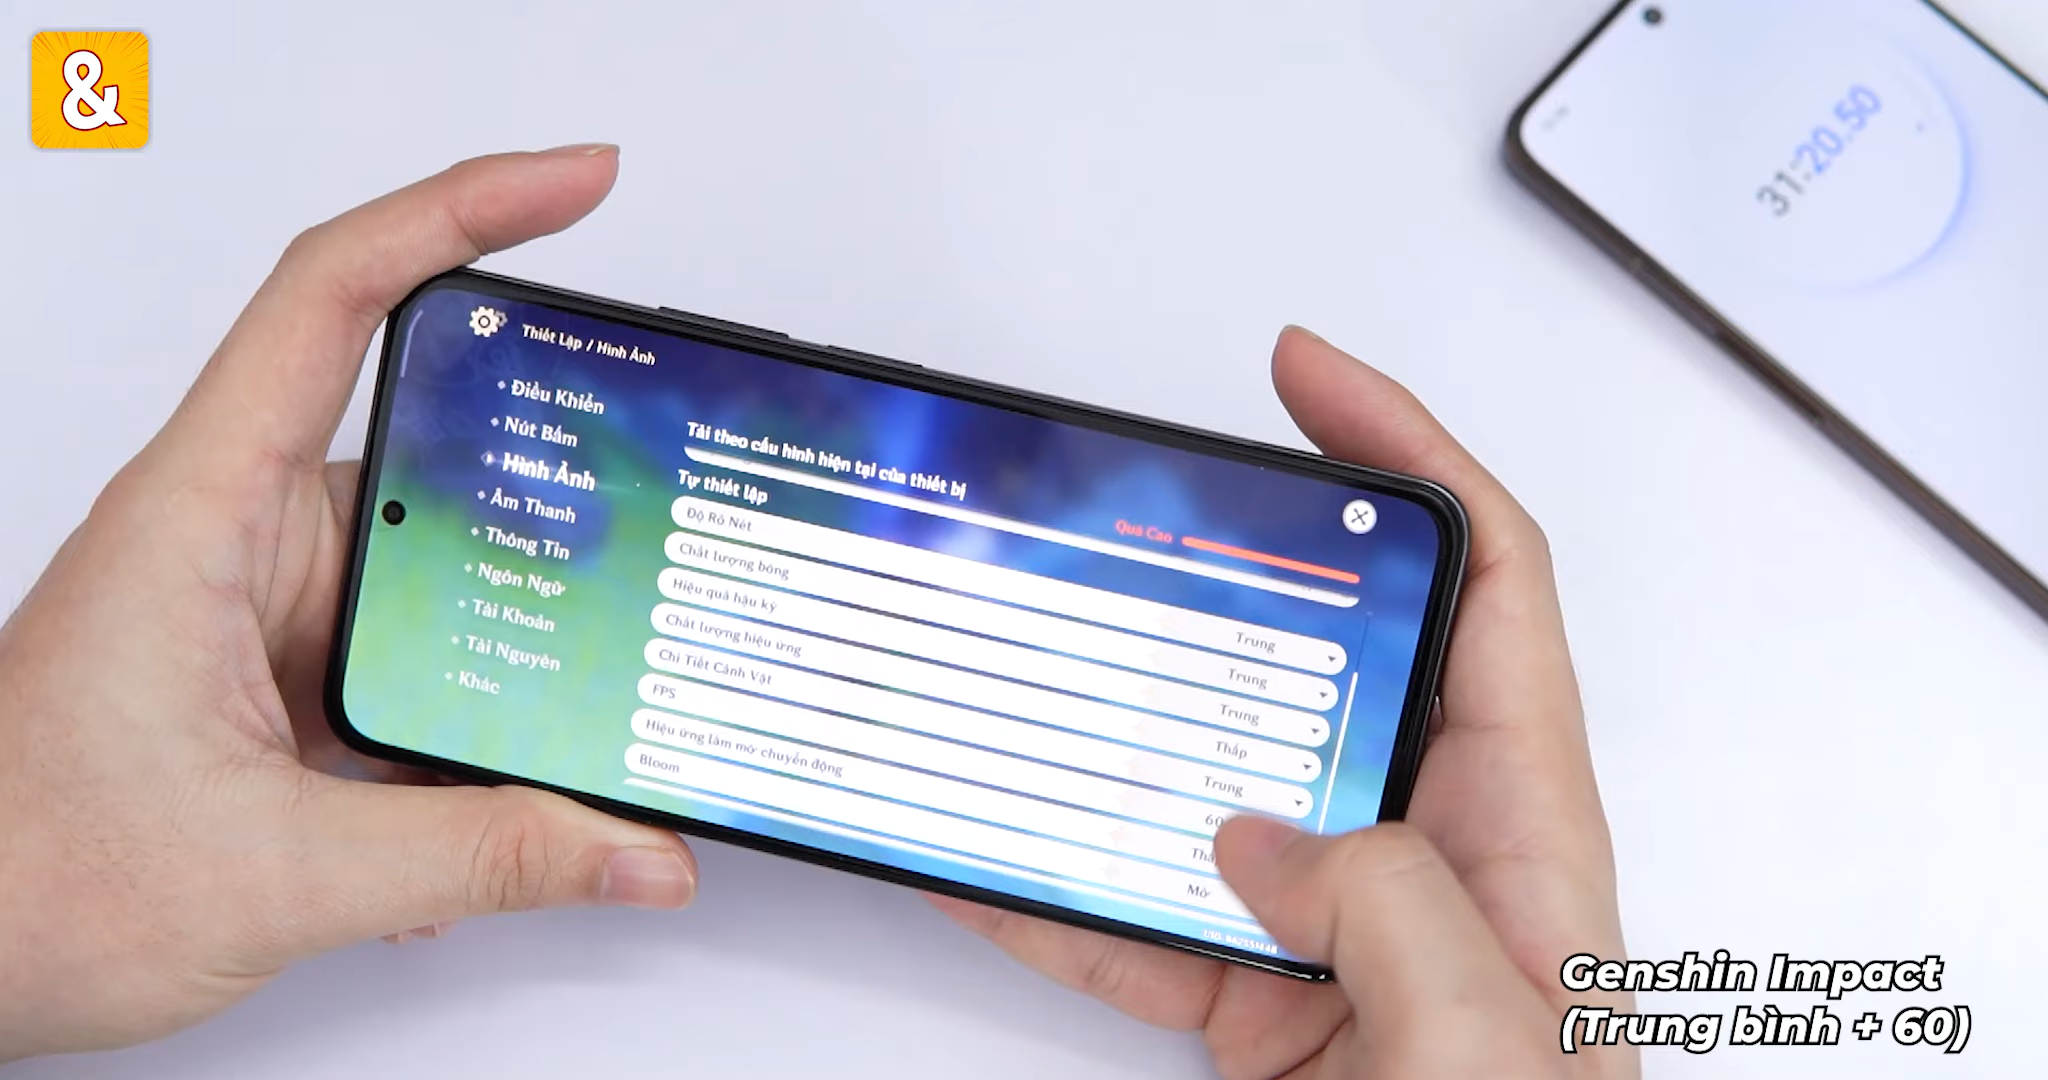 &
31:20.50
Thiết Lập / Hình Ảnh
Điều Khiển
Nút Bấm
Hình Ảnh
Âm Thanh
Thông Tin
Ngôn Ngữ
Tài Khoản
Tài Nguyên
Khác
Tải theo cấu hình hiện tại của thiết bị
Quá Cao
Tự thiết lập
Độ Rõ Nét Trung
Chất lượng bóng Trung
Hiệu quả hậu kỳ Trung
Chất lượng hiệu ứng Thấp
Chi Tiết Cảnh Vật Trung
FPS 60
Hiệu ứng làm mờ chuyển động
Bloom Mở
Genshin Impact
(Trung bình + 60)